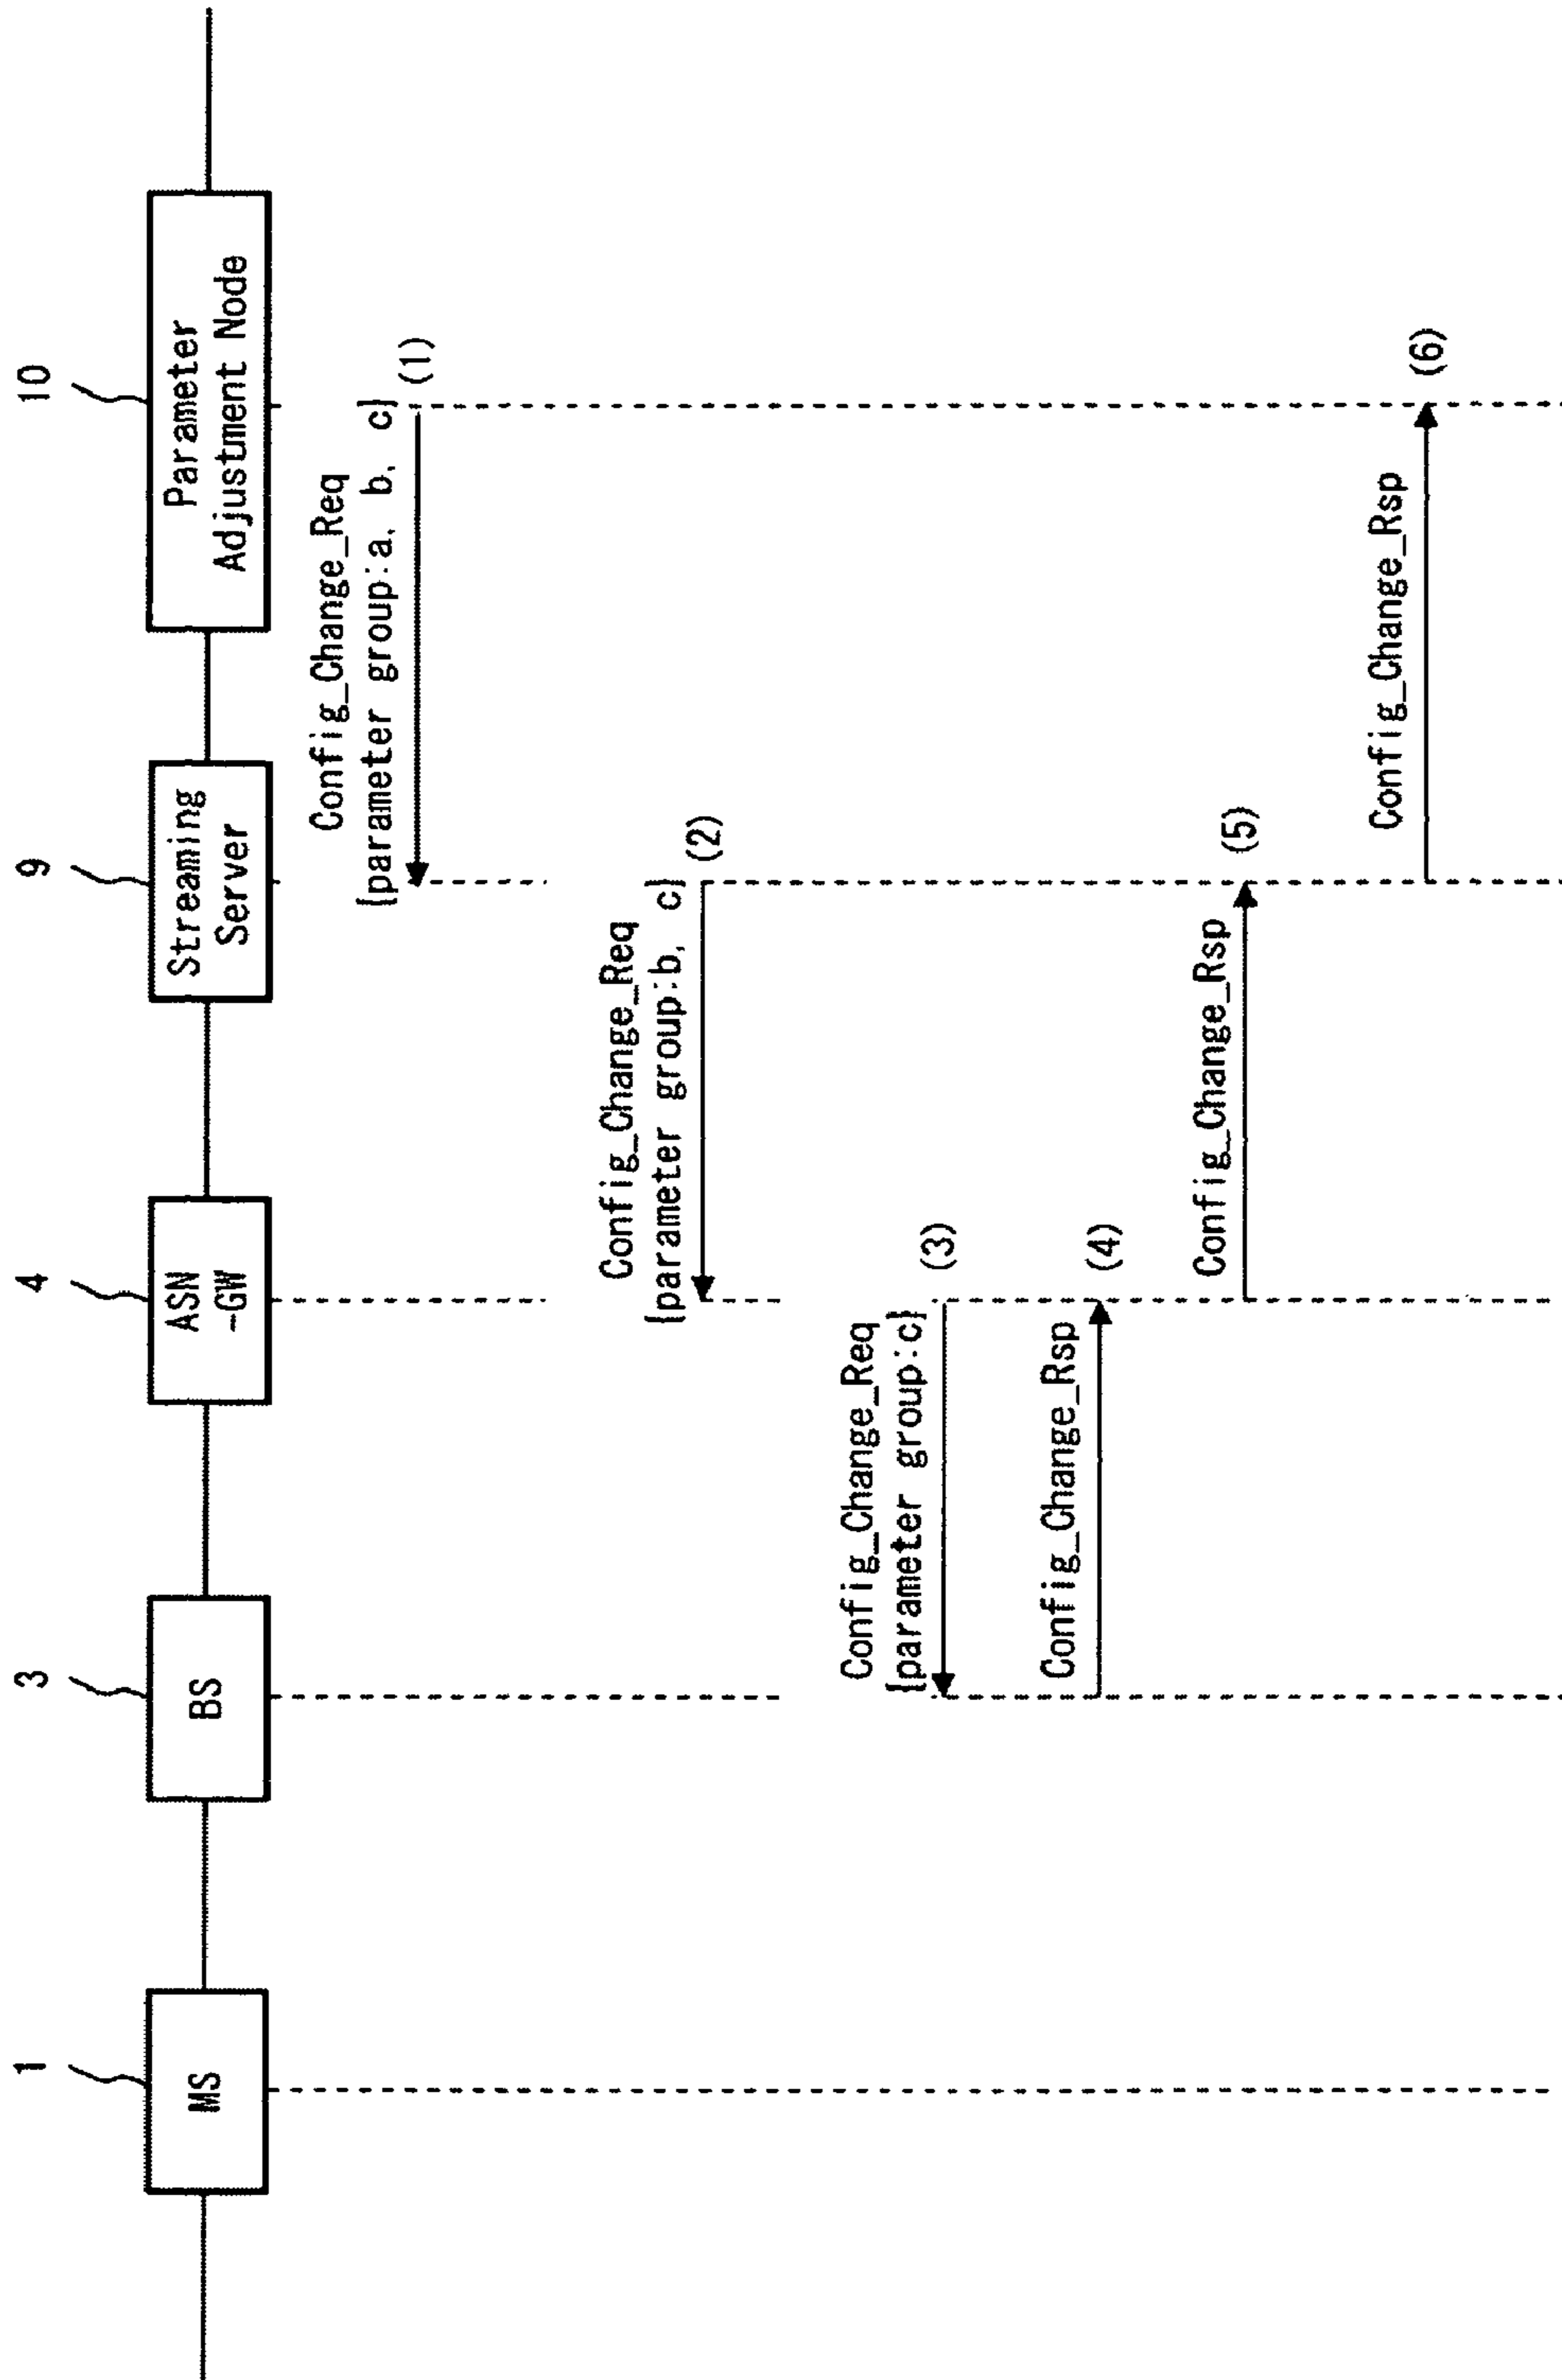 1
3
4
9
10
MS
BS
ASN
-GW
Streaming
Server
Parameter
Adjustment Node
Config_Change_Req
{parameter group:a, b, c}
(1)
Config_Change_Req
{parameter group:b, c}
(2)
Config_Change_Req
{parameter group:c}
(3)
Config_Change_Rsp
(4)
Config_Change_Rsp
(5)
Config_Change_Rsp
(6)